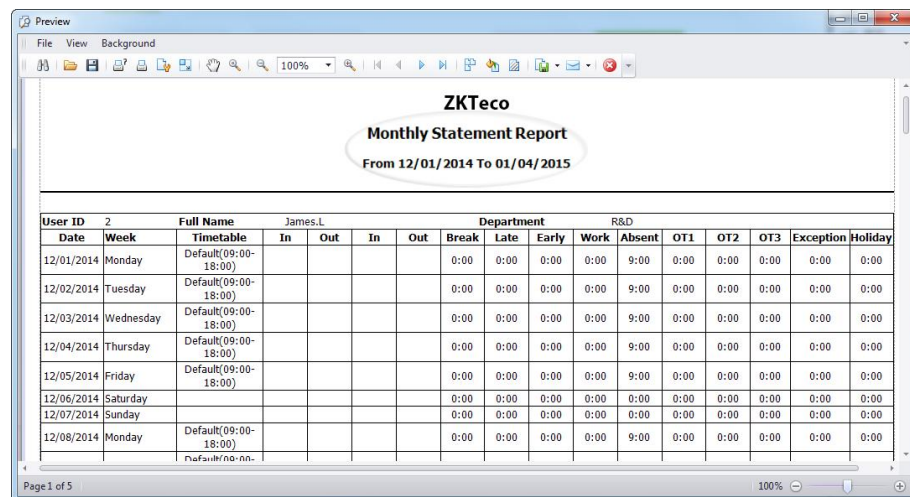 Preview
File View Background
100%
ZKTeco
Monthly Statement Report
From 12/01/2014 To 01/04/2015
User ID 2 Full Name James.L Department R&D
Date Week Timetable In Out In Out Break Late Early Work Absent OT1 OT2 OT3 Exception Holiday
12/01/2014 Monday Default(09:00-
18:00) 0:00 0:00 0:00 0:00 9:00 0:00 0:00 0:00 0:00 0:00
12/02/2014 Tuesday Default(09:00-
18:00) 0:00 0:00 0:00 0:00 9:00 0:00 0:00 0:00 0:00 0:00
12/03/2014 Wednesday Default(09:00-
18:00) 0:00 0:00 0:00 0:00 9:00 0:00 0:00 0:00 0:00 0:00
12/04/2014 Thursday Default(09:00-
18:00) 0:00 0:00 0:00 0:00 9:00 0:00 0:00 0:00 0:00 0:00
12/05/2014 Friday Default(09:00-
18:00) 0:00 0:00 0:00 0:00 9:00 0:00 0:00 0:00 0:00 0:00
12/06/2014 Saturday 0:00 0:00 0:00 0:00 0:00 0:00 0:00 0:00 0:00 0:00
12/07/2014 Sunday 0:00 0:00 0:00 0:00 0:00 0:00 0:00 0:00 0:00 0:00
12/08/2014 Monday Default(09:00-
18:00) 0:00 0:00 0:00 0:00 9:00 0:00 0:00 0:00 0:00 0:00
Default(09:00-
Page 1 of 5 100%